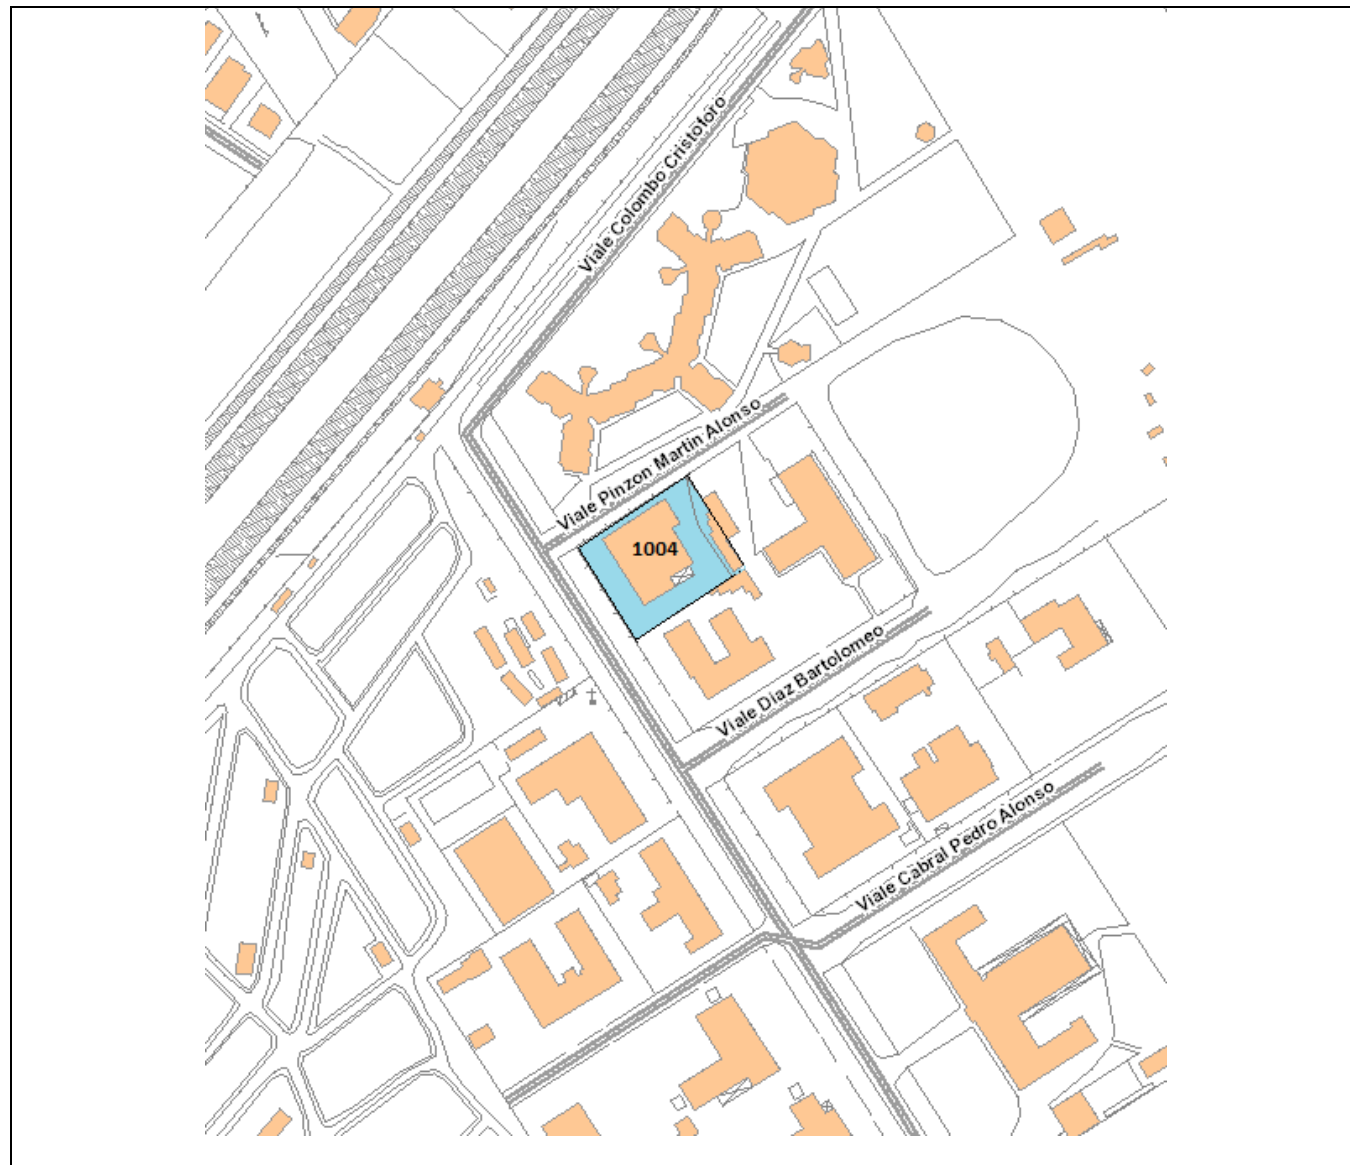 Viale Colombo Cristoforo
Viale Pinzon Martin Alonso
1004
Viale Diaz Bartolomeo
Viale Cabral Pedro Alonso